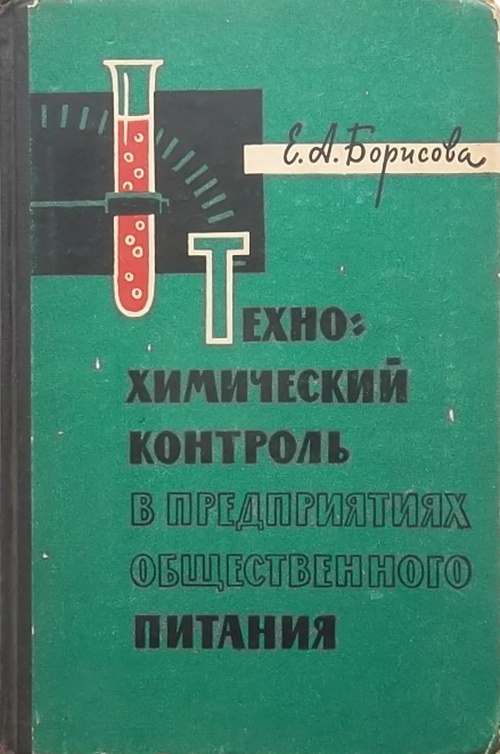 Е. А. Борисова
ТЕХНО-
ХИМИЧЕСКИЙ
КОНТРОЛЬ
В ПРЕДПРИЯТИЯХ
ОБЩЕСТВЕННОГО
ПИТАНИЯ